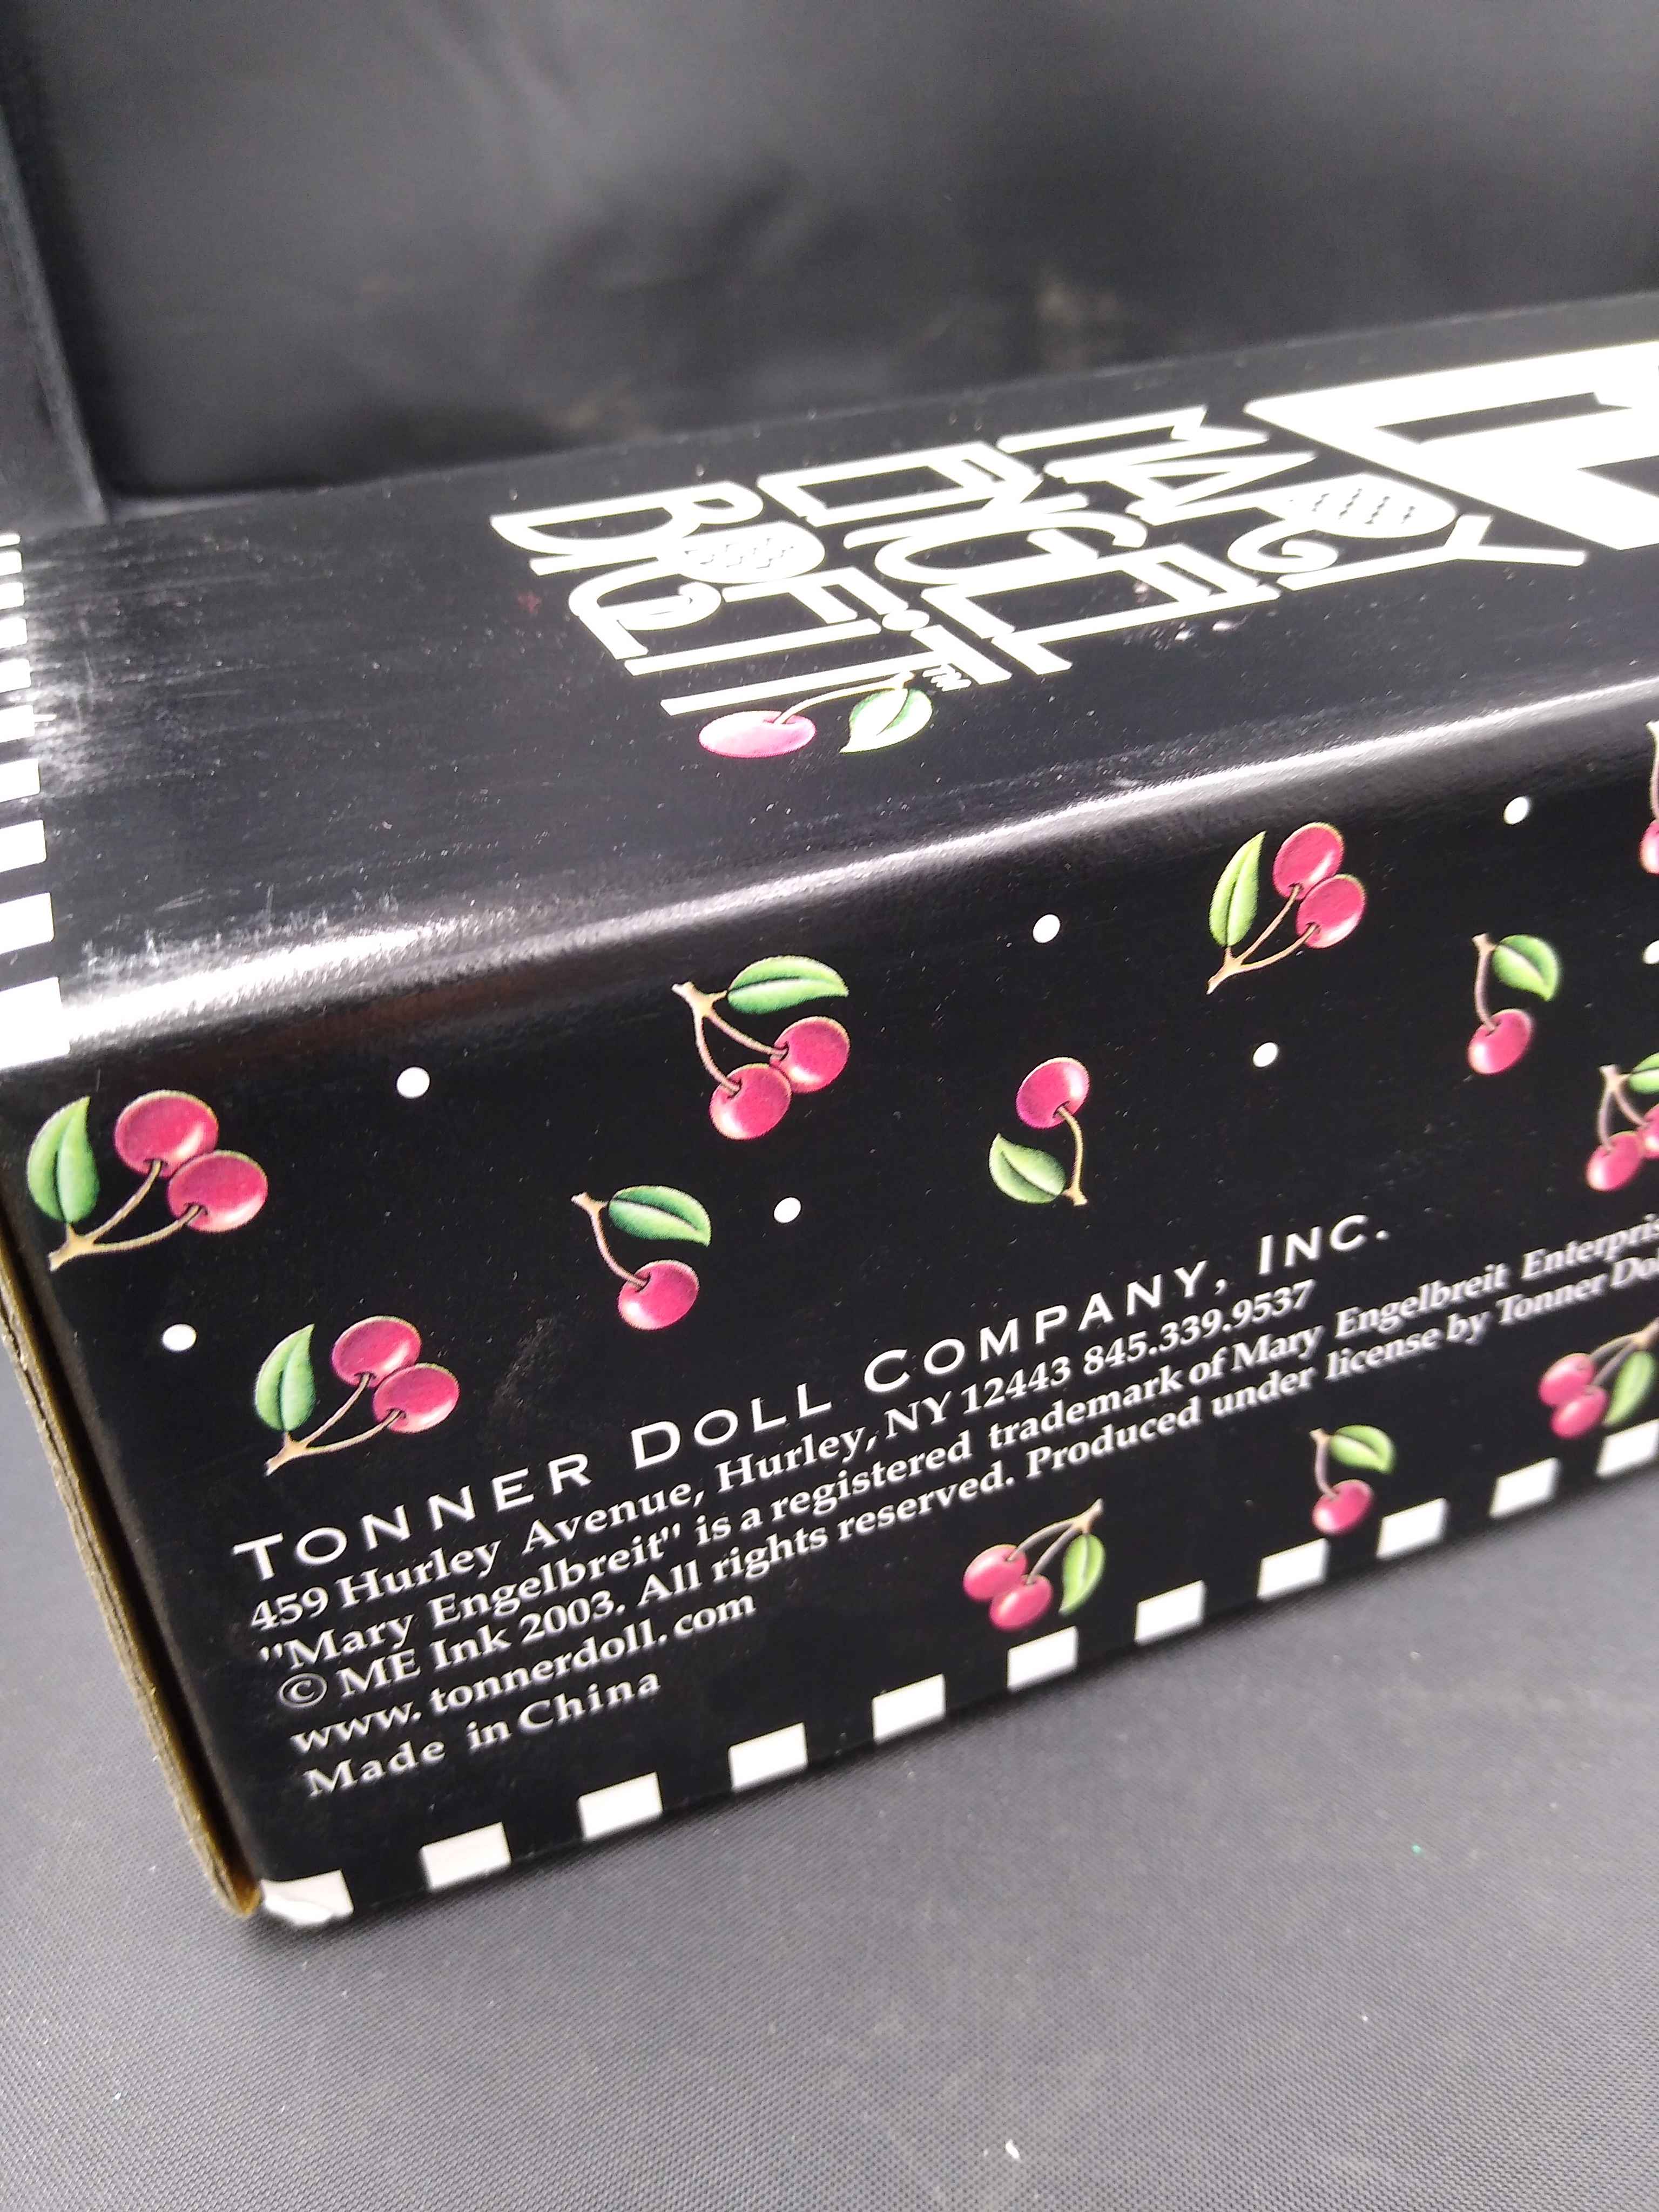 MARY
ENGEL
BREIT™
TONNER DOLL COMPANY, INC.
459 Hurley Avenue, Hurley, NY 12443 845.339.9537
"Mary Engelbreit" is a registered trademark of Mary Engelbreit
© ME Ink 2003. All rights reserved. Produced under license by Tonner
www. tonnerdoll.com
Made in China